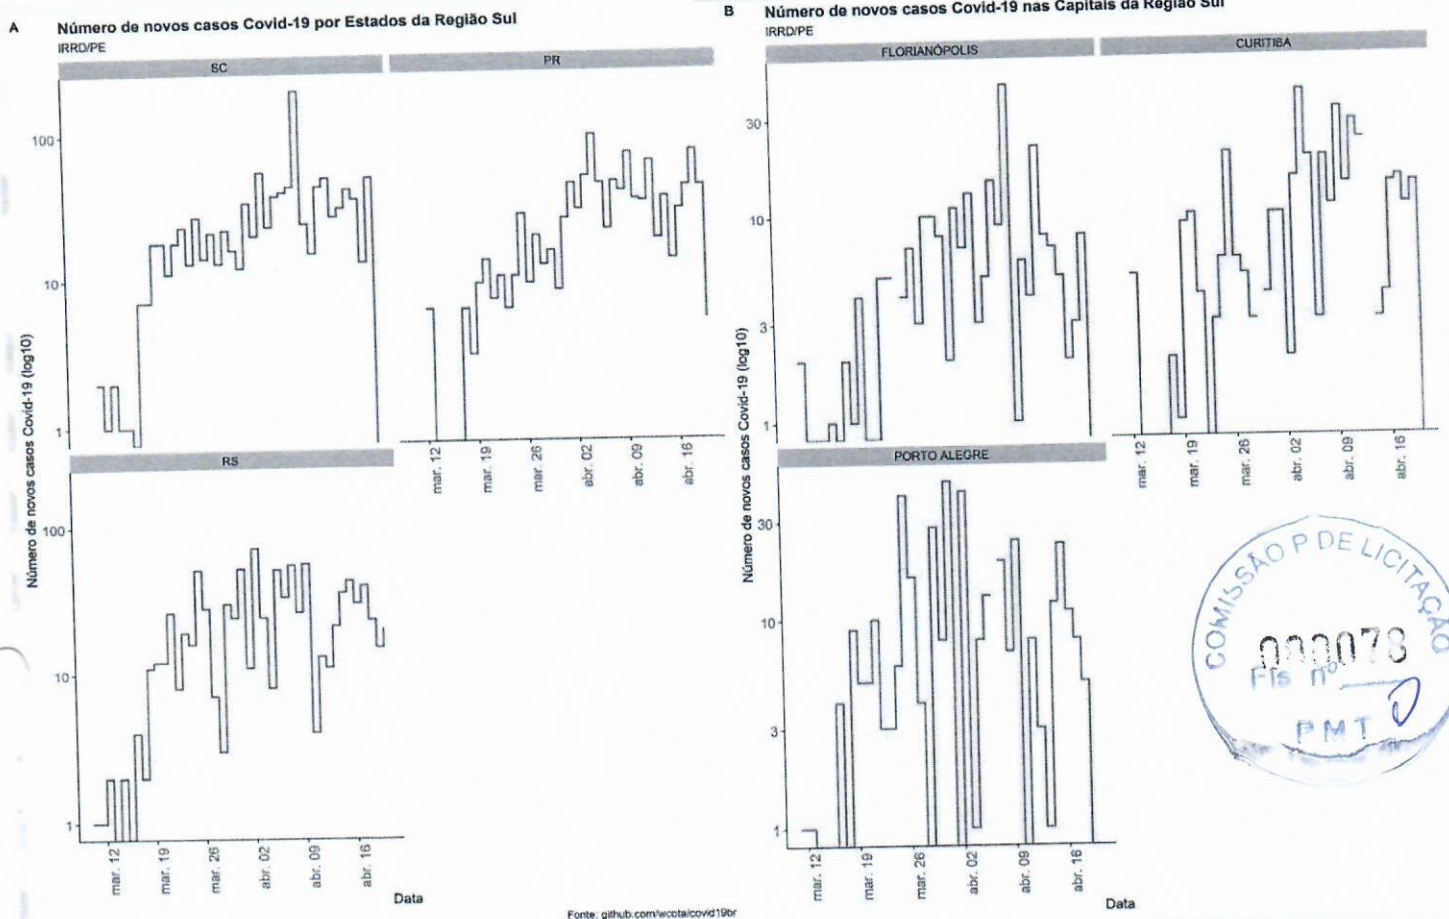 A
Número de novos casos Covid-19 por Estados da Região Sul
IRRD/PE
SC
PR
100
10
1
mar. 12
mar. 19
mar. 26
abr. 02
abr. 09
abr. 16
RS
100
10
1
mar. 12
mar. 19
mar. 26
abr. 02
abr. 09
abr. 16
Número de novos casos Covid-19 (log10)
Data
Fonte: github.com/wcota/covid19br
B
Número de novos casos Covid-19 nas Capitais da Região Sul
IRRD/PE
FLORIANÓPOLIS
CURITIBA
30
10
3
1
mar. 12
mar. 19
mar. 26
abr. 02
abr. 09
abr. 16
PORTO ALEGRE
30
10
3
1
mar. 12
mar. 19
mar. 26
abr. 02
abr. 09
abr. 16
Número de novos casos Covid-19 (log10)
Data
COMISSÃO P DE LICITAÇÃO
000078
Fls nº
PMT